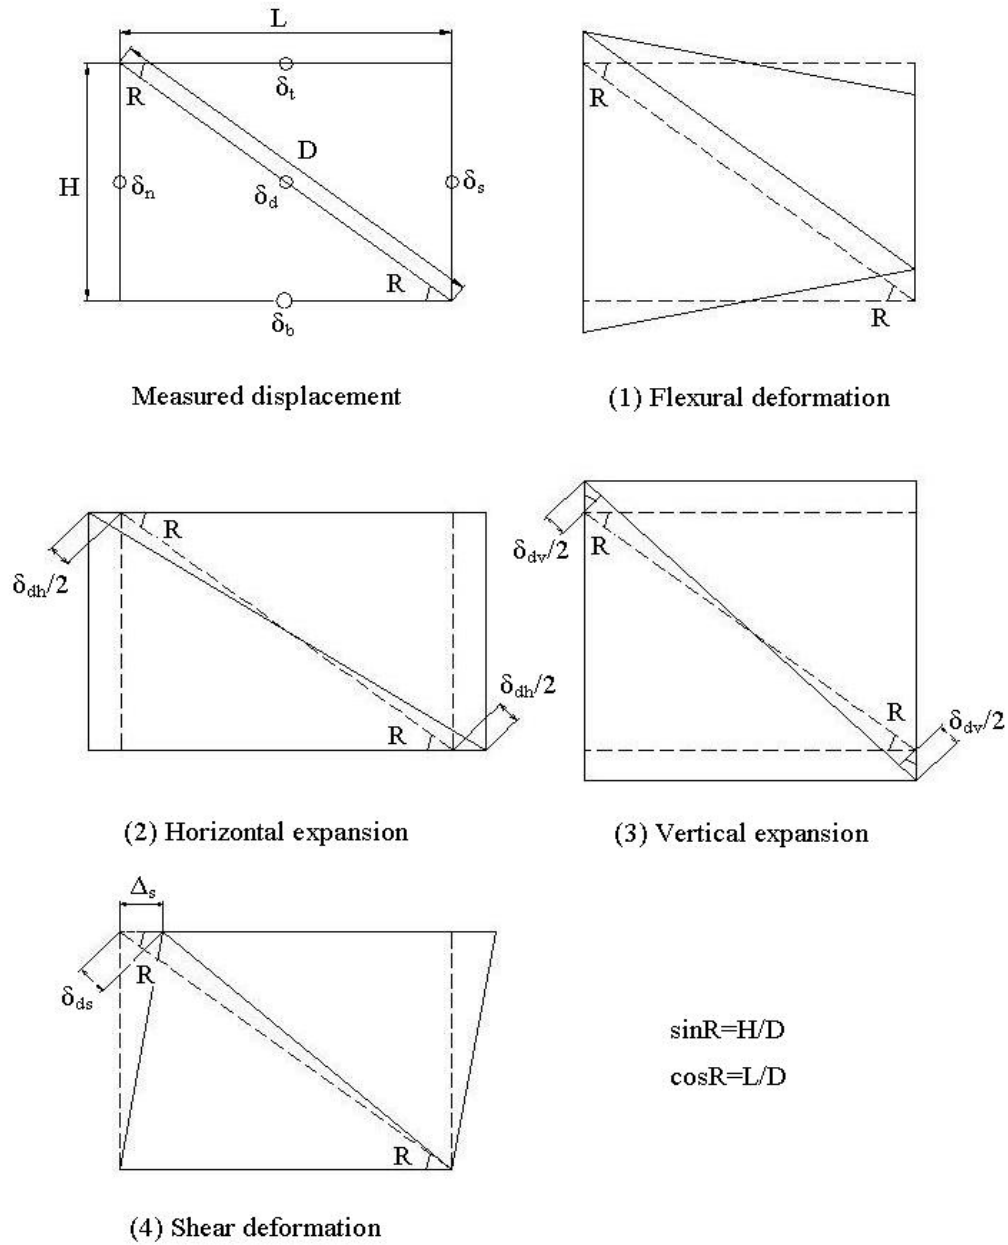 L
R
δt
D
H
δn
δd
δs
R
δb
Measured displacement
R
R
(1) Flexural deformation
R
δdh/2
δdh/2
R
(2) Horizontal expansion
δdv/2
R
R
δdv/2
(3) Vertical expansion
Δs
R
δds
R
(4) Shear deformation
sinR=H/D
cosR=L/D